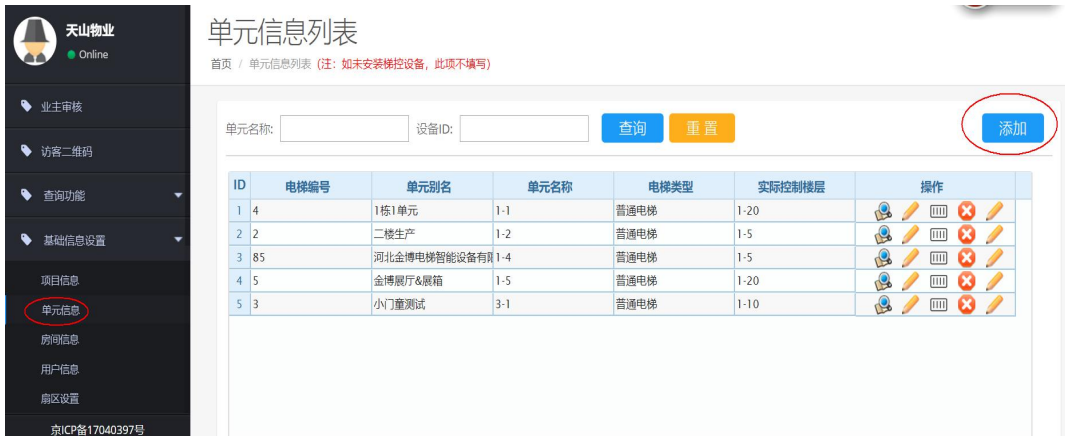 天山物业
Online
业主审核
访客二维码
查询功能
基础信息设置
项目信息
单元信息
房间信息
用户信息
扇区设置
京ICP备17040397号
单元信息列表
首页 / 单元信息列表 (注：如未安装梯控设备，此项不填写)
单元名称: 设备ID: 查询 重置 添加
ID 电梯编号 单元别名 单元名称 电梯类型 实际控制楼层 操作
1 4 1栋1单元 1-1 普通电梯 1-20
2 2 二楼生产 1-2 普通电梯 1-5
3 85 河北金博电梯智能设备有限 1-4 普通电梯 1-5
4 5 金博展厅&展箱 1-5 普通电梯 1-20
5 3 小门童测试 3-1 普通电梯 1-10